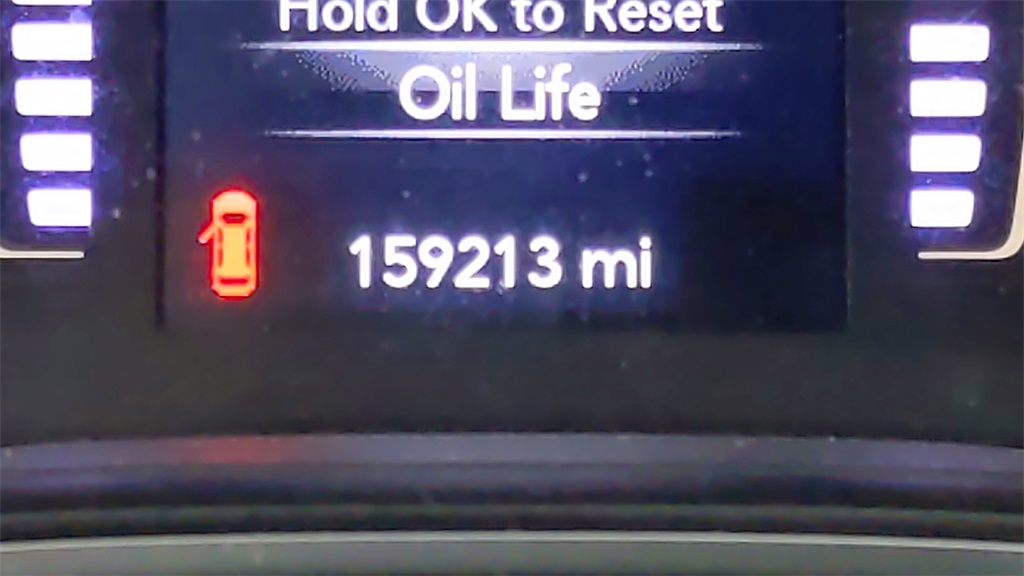 Hold OK to Reset
Oil Life
159213 mi